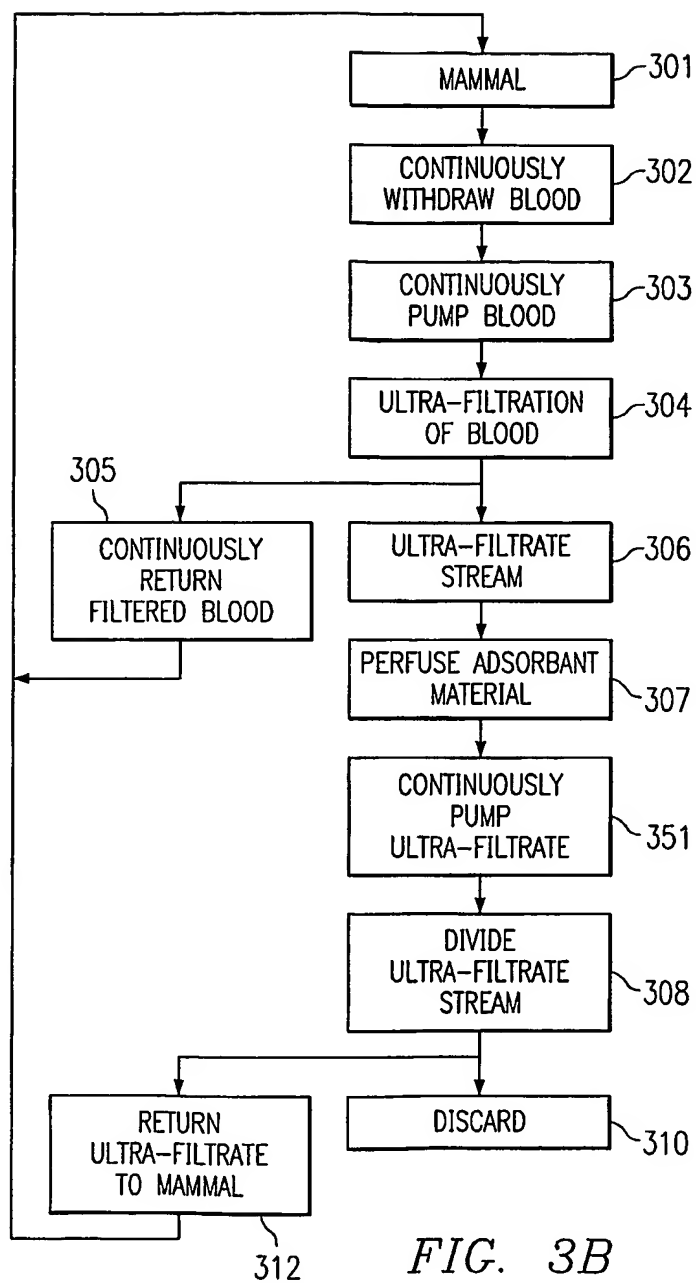 MAMMAL
301
CONTINUOUSLY
WITHDRAW BLOOD
302
CONTINUOUSLY
PUMP BLOOD
303
ULTRA-FILTRATION
OF BLOOD
304
305
CONTINUOUSLY
RETURN
FILTERED BLOOD
ULTRA-FILTRATE
STREAM
306
PERFUSE ADSORBANT
MATERIAL
307
CONTINUOUSLY
PUMP
ULTRA-FILTRATE
351
DIVIDE
ULTRA-FILTRATE
STREAM
308
RETURN
ULTRA-FILTRATE
TO MAMMAL
312
DISCARD
310
FIG. 3B